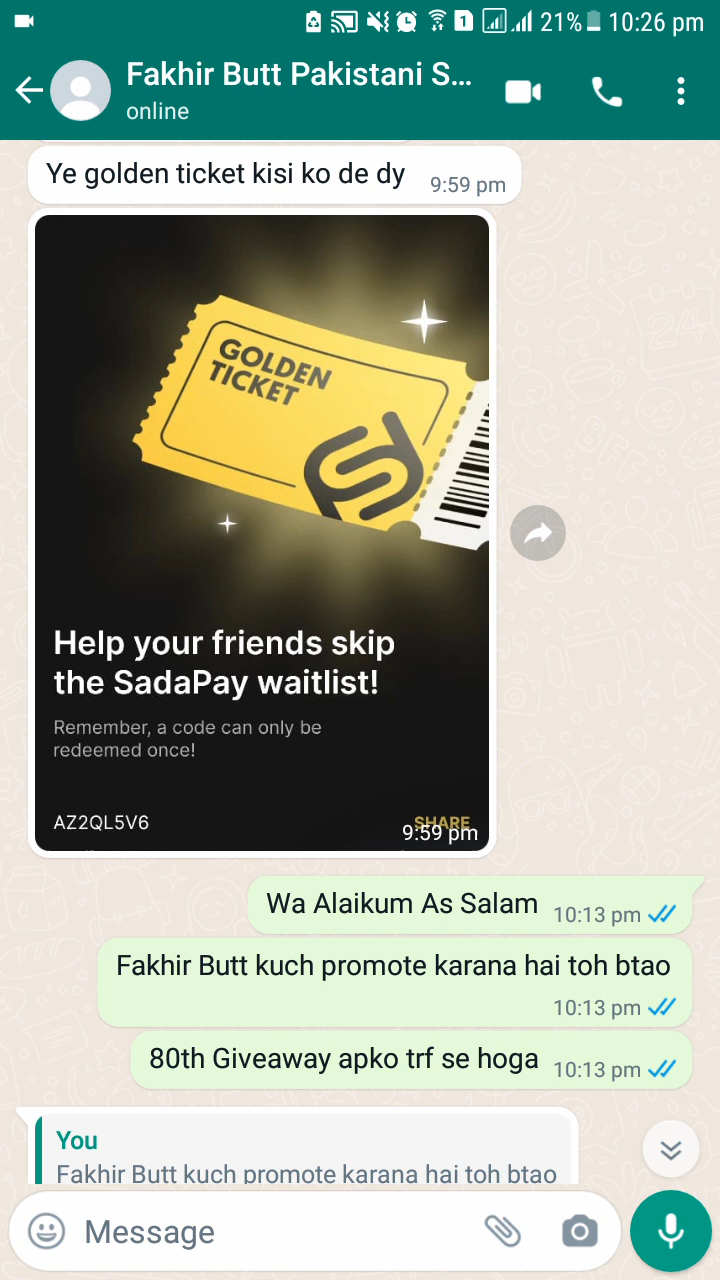 21% 10:26 pm
Fakhir Butt Pakistani S...
online
Ye golden ticket kisi ko de dy 9:59 pm
GOLDEN
TICKET
Help your friends skip
the SadaPay waitlist!
Remember, a code can only be
redeemed once!
AZ2QL5V6 SHARE
9:59 pm
Wa Alaikum As Salam 10:13 pm
Fakhir Butt kuch promote karana hai toh btao
10:13 pm
80th Giveaway apko trf se hoga 10:13 pm
You
Fakhir Butt kuch promote karana hai toh btao
Message